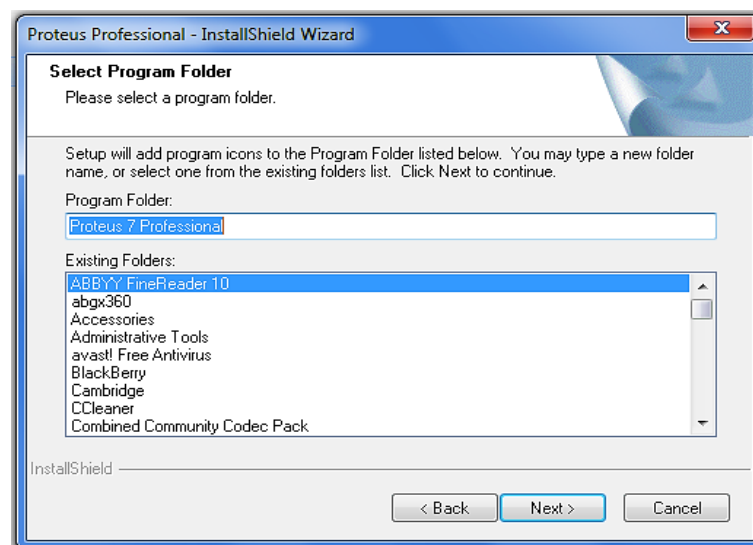 Proteus Professional - InstallShield Wizard
Select Program Folder
Please select a program folder.
Setup will add program icons to the Program Folder listed below.  You may type a new folder
name, or select one from the existing folders list.  Click Next to continue.
Program Folder:
Proteus 7 Professional
Existing Folders:
ABBYY FineReader 10
abgx360
Accessories
Administrative Tools
avast! Free Antivirus
BlackBerry
Cambridge
CCleaner
Combined Community Codec Pack
InstallShield
< Back
Next >
Cancel